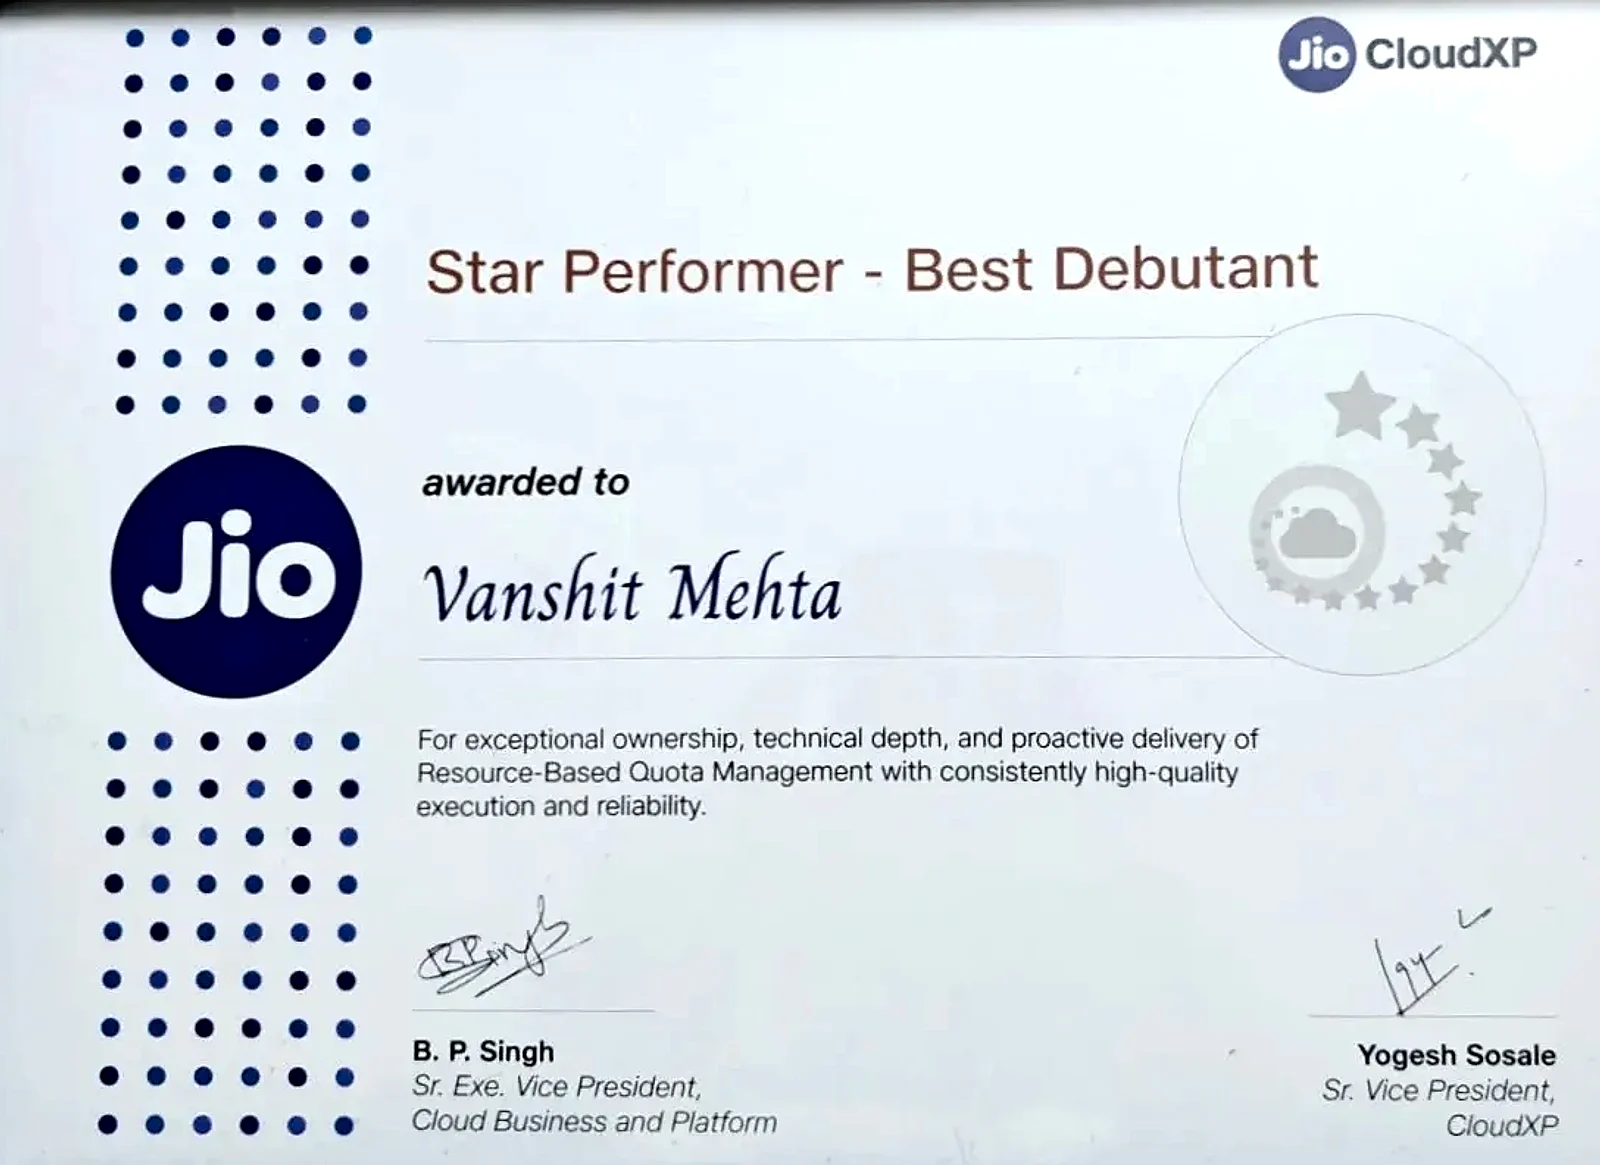 Jio CloudXP
Star Performer - Best Debutant
awarded to
Jio
Vanshit Mehta
For exceptional ownership, technical depth, and proactive delivery of
Resource-Based Quota Management with consistently high-quality
execution and reliability.
BPSingh
B. P. Singh
Sr. Exe. Vice President,
Cloud Business and Platform
Yogesh Sosale
Sr. Vice President,
CloudXP